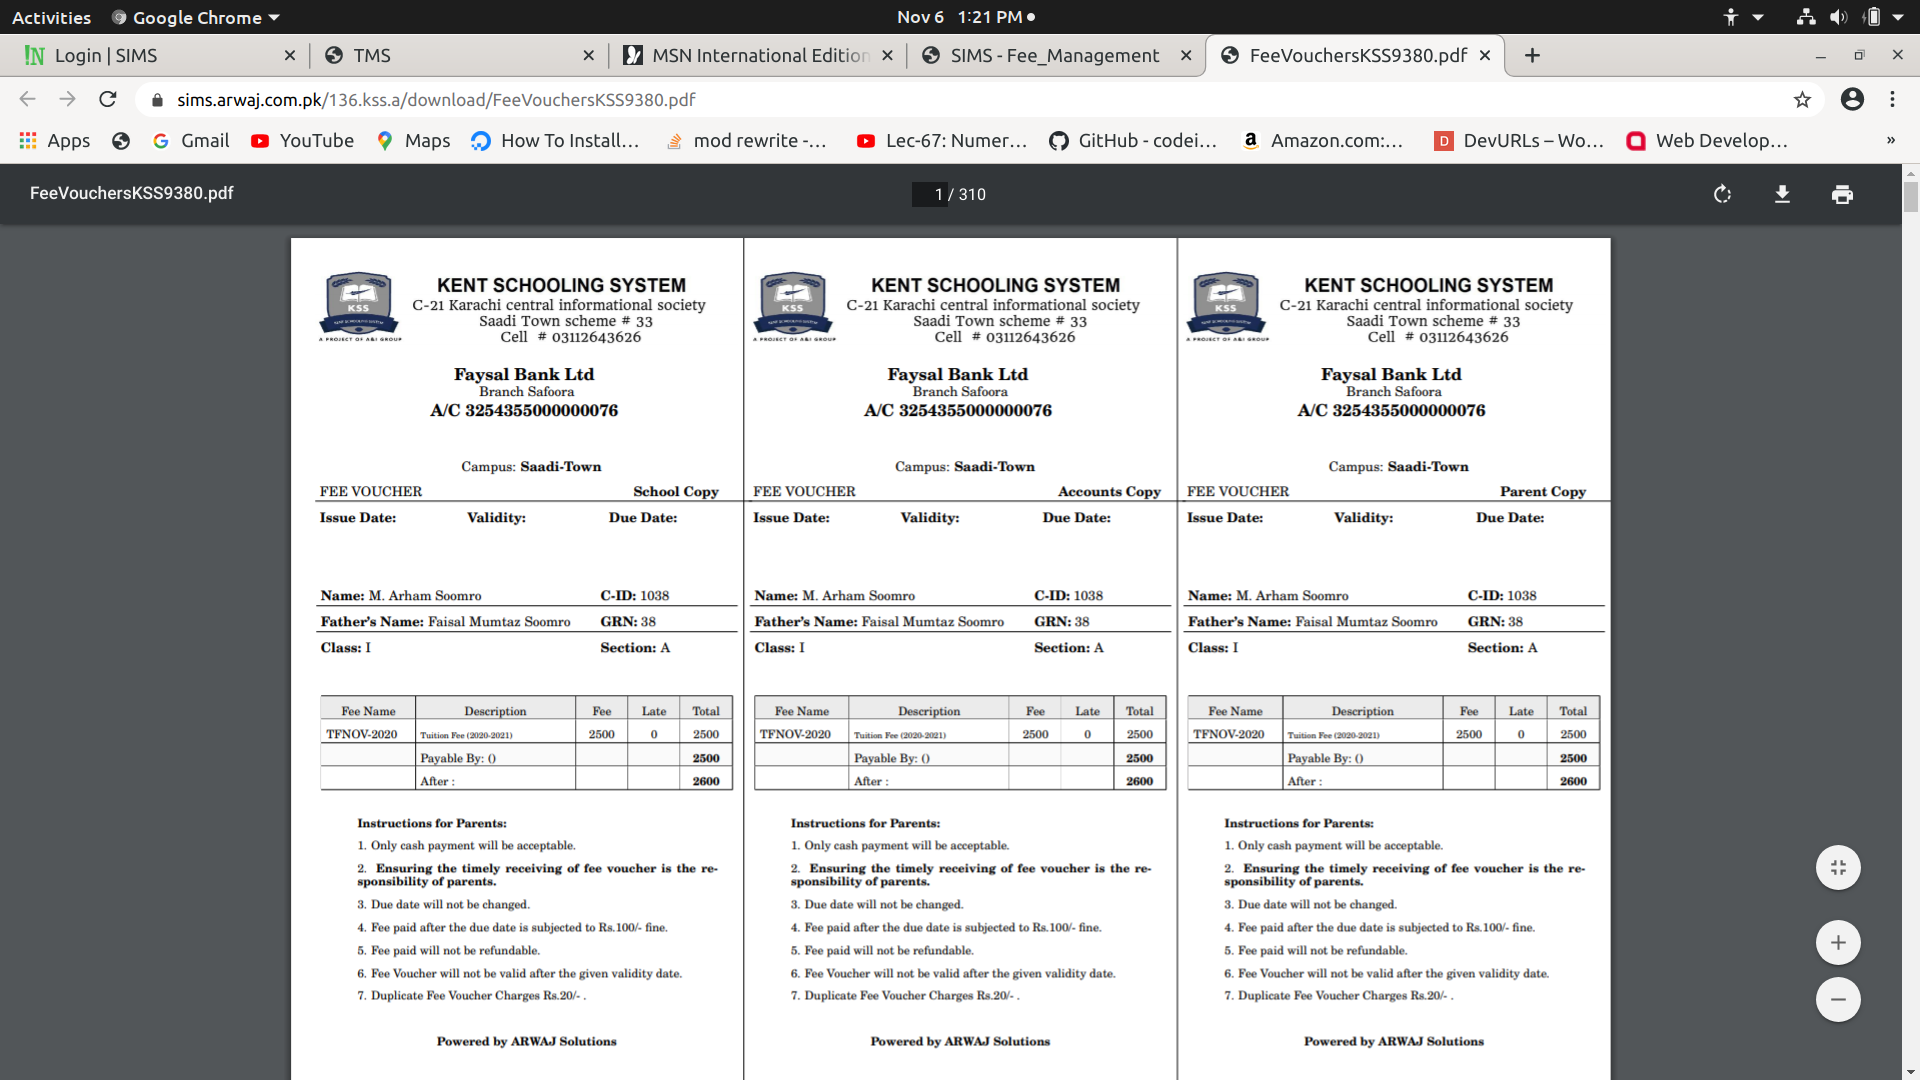 Activities Google Chrome Nov 6 1:21 PM
Login | SIMS TMS MSN International Edition SIMS - Fee_Management FeeVouchersKSS9380.pdf
sims.arwaj.com.pk/136.kss.a/download/FeeVouchersKSS9380.pdf
Apps Gmail YouTube Maps How To Install... mod rewrite -... Lec-67: Numer... GitHub - codei... Amazon.com:... DevURLs – Wo... Web Develop... »
FeeVouchersKSS9380.pdf 1 / 310
KENT SCHOOLING SYSTEM
C-21 Karachi central informational society
Saadi Town scheme # 33
Cell # 03112643626
KSS
A PROJECT OF A&I GROUP
Faysal Bank Ltd
Branch Safoora
A/C 3254355000000076
Campus: Saadi-Town
FEE VOUCHER School Copy
Issue Date: Validity: Due Date:
Name: M. Arham Soomro C-ID: 1038
Father's Name: Faisal Mumtaz Soomro GRN: 38
Class: I Section: A
Fee Name Description Fee Late Total
TFNOV-2020 Tuition Fee (2020-2021) 2500 0 2500
Payable By: () 2500
After : 2600
Instructions for Parents:
1. Only cash payment will be acceptable.
2. Ensuring the timely receiving of fee voucher is the re-
sponsibility of parents.
3. Due date will not be changed.
4. Fee paid after the due date is subjected to Rs.100/- fine.
5. Fee paid will not be refundable.
6. Fee Voucher will not be valid after the given validity date.
7. Duplicate Fee Voucher Charges Rs.20/- .
Powered by ARWAJ Solutions
KENT SCHOOLING SYSTEM
C-21 Karachi central informational society
Saadi Town scheme # 33
Cell # 03112643626
KSS
A PROJECT OF A&I GROUP
Faysal Bank Ltd
Branch Safoora
A/C 3254355000000076
Campus: Saadi-Town
FEE VOUCHER Accounts Copy
Issue Date: Validity: Due Date:
Name: M. Arham Soomro C-ID: 1038
Father's Name: Faisal Mumtaz Soomro GRN: 38
Class: I Section: A
Fee Name Description Fee Late Total
TFNOV-2020 Tuition Fee (2020-2021) 2500 0 2500
Payable By: () 2500
After : 2600
Instructions for Parents:
1. Only cash payment will be acceptable.
2. Ensuring the timely receiving of fee voucher is the re-
sponsibility of parents.
3. Due date will not be changed.
4. Fee paid after the due date is subjected to Rs.100/- fine.
5. Fee paid will not be refundable.
6. Fee Voucher will not be valid after the given validity date.
7. Duplicate Fee Voucher Charges Rs.20/- .
Powered by ARWAJ Solutions
KENT SCHOOLING SYSTEM
C-21 Karachi central informational society
Saadi Town scheme # 33
Cell # 03112643626
KSS
A PROJECT OF A&I GROUP
Faysal Bank Ltd
Branch Safoora
A/C 3254355000000076
Campus: Saadi-Town
FEE VOUCHER Parent Copy
Issue Date: Validity: Due Date:
Name: M. Arham Soomro C-ID: 1038
Father's Name: Faisal Mumtaz Soomro GRN: 38
Class: I Section: A
Fee Name Description Fee Late Total
TFNOV-2020 Tuition Fee (2020-2021) 2500 0 2500
Payable By: () 2500
After : 2600
Instructions for Parents:
1. Only cash payment will be acceptable.
2. Ensuring the timely receiving of fee voucher is the re-
sponsibility of parents.
3. Due date will not be changed.
4. Fee paid after the due date is subjected to Rs.100/- fine.
5. Fee paid will not be refundable.
6. Fee Voucher will not be valid after the given validity date.
7. Duplicate Fee Voucher Charges Rs.20/- .
Powered by ARWAJ Solutions